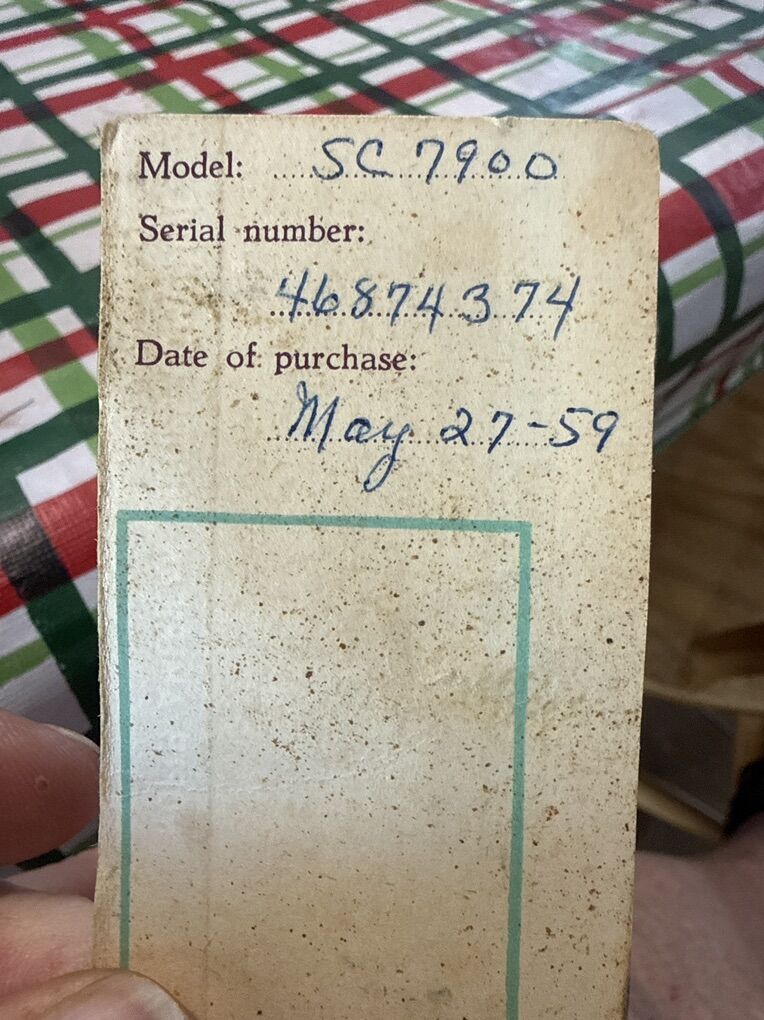 Model: SC 7900
Serial number:
46874374
Date of purchase:
May 27-59